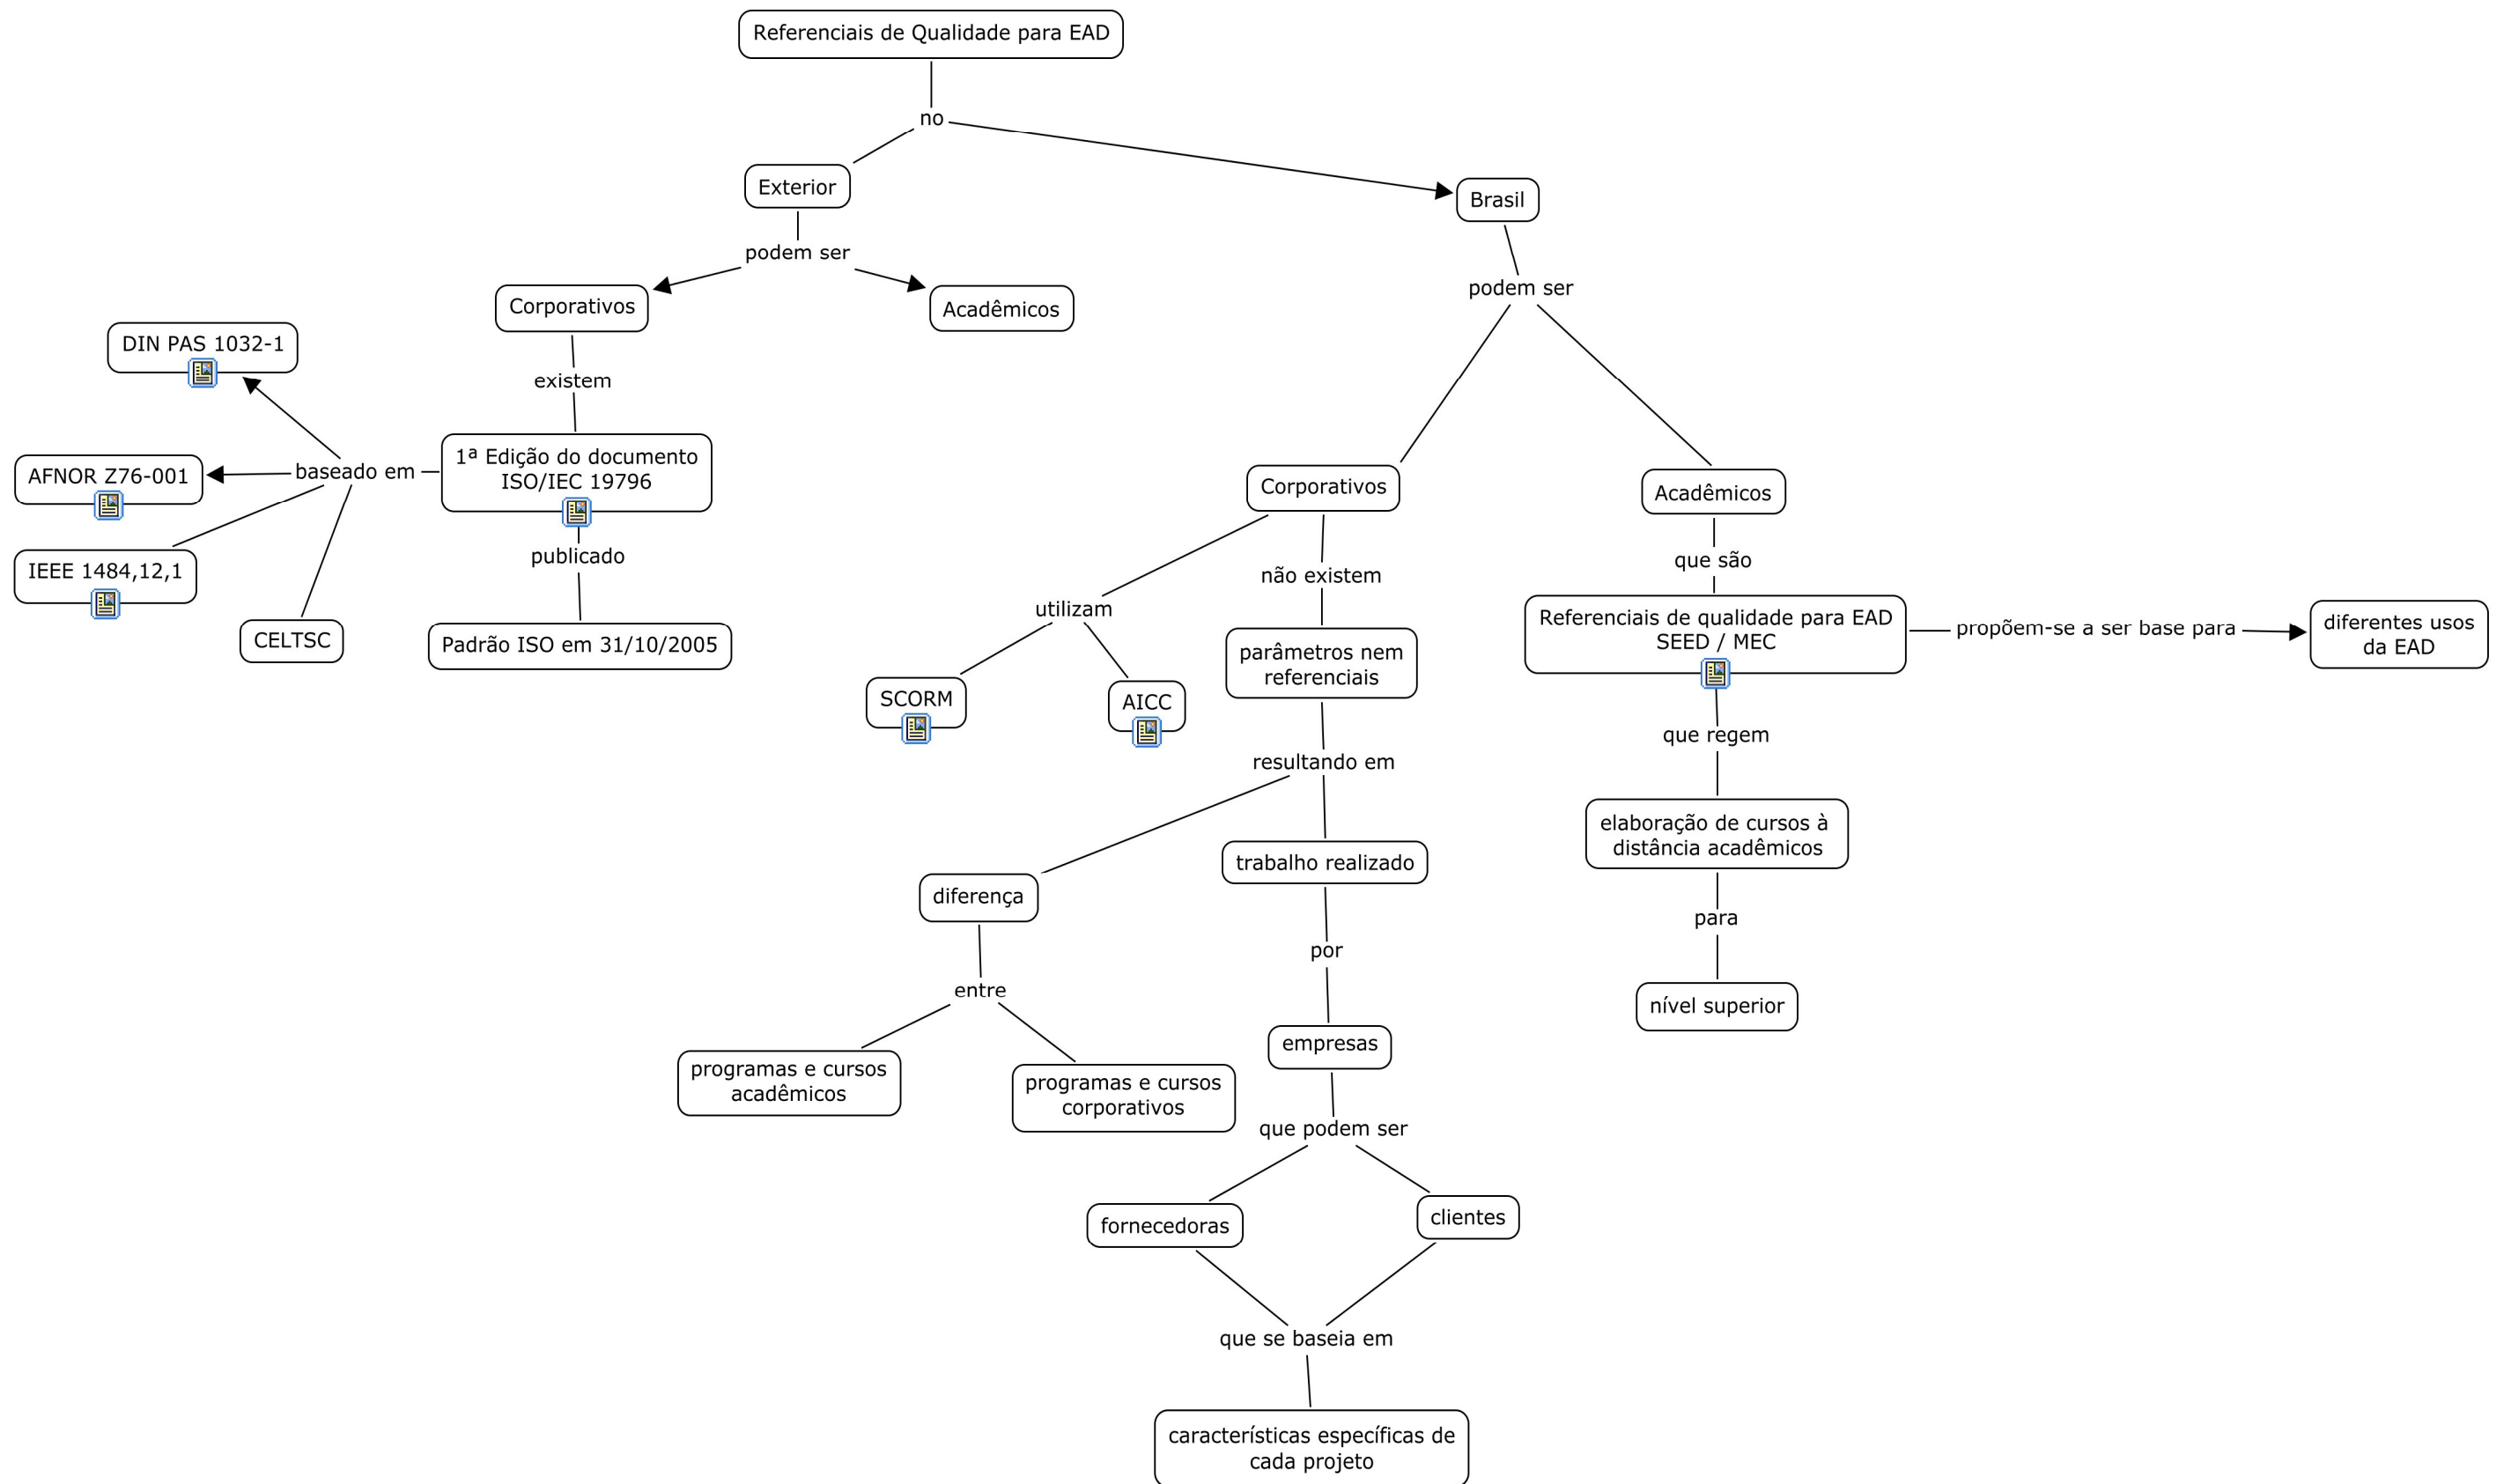 Referenciais de Qualidade para EAD
no
Exterior
Brasil
podem ser
podem ser
Corporativos
Acadêmicos
DIN PAS 1032-1
existem
1ª Edição do documento
ISO/IEC 19796
baseado em
AFNOR Z76-001
IEEE 1484,12,1
CELTSC
publicado
Padrão ISO em 31/10/2005
Corporativos
Acadêmicos
utilizam
não existem
que são
SCORM
AICC
parâmetros nem
referenciais
Referenciais de qualidade para EAD
SEED / MEC
propõem-se a ser base para
diferentes usos
da EAD
resultando em
que regem
diferença
trabalho realizado
elaboração de cursos à
distância acadêmicos
entre
por
para
programas e cursos
acadêmicos
programas e cursos
corporativos
empresas
nível superior
que podem ser
fornecedoras
clientes
que se baseia em
características específicas de
cada projeto